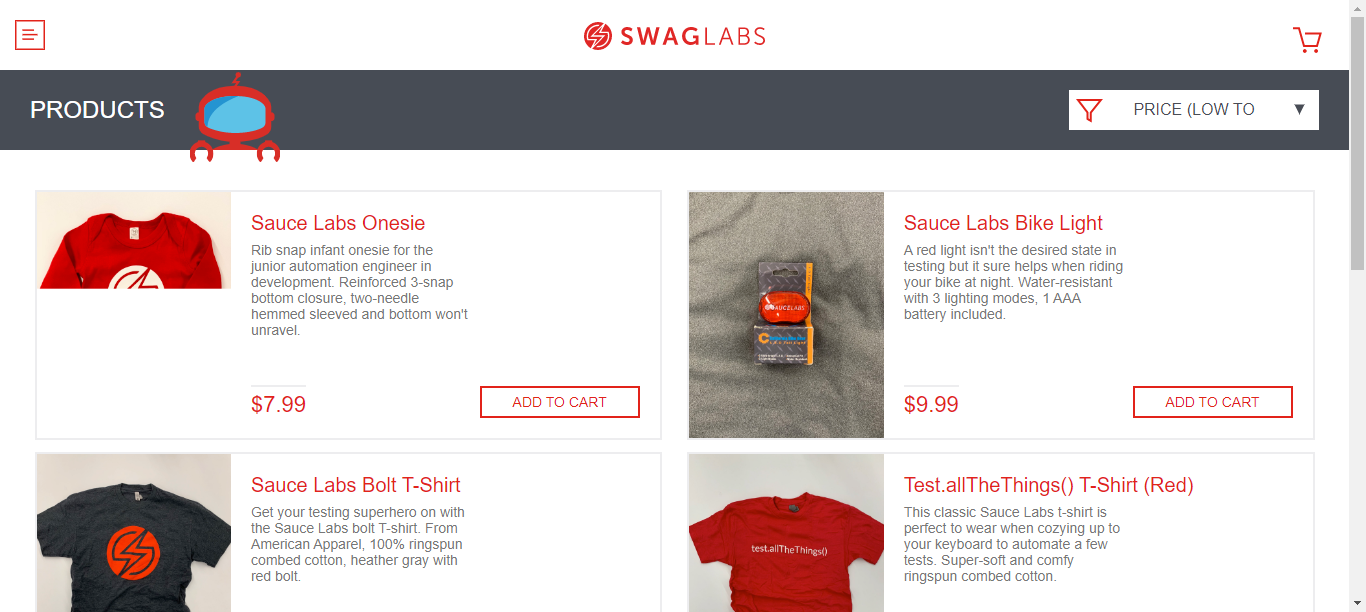 SWAGLABS
PRODUCTS
PRICE (LOW TO
Sauce Labs Onesie
Rib snap infant onesie for the
junior automation engineer in
development. Reinforced 3-snap
bottom closure, two-needle
hemmed sleeved and bottom won't
unravel.
$7.99
ADD TO CART
SAUCELABS
Sauce Labs Bike Light
A red light isn't the desired state in
testing but it sure helps when riding
your bike at night. Water-resistant
with 3 lighting modes, 1 AAA
battery included.
$9.99
ADD TO CART
Sauce Labs Bolt T-Shirt
Get your testing superhero on with
the Sauce Labs bolt T-shirt. From
American Apparel, 100% ringspun
combed cotton, heather gray with
red bolt.
test.allTheThings()
Test.allTheThings() T-Shirt (Red)
This classic Sauce Labs t-shirt is
perfect to wear when cozying up to
your keyboard to automate a few
tests. Super-soft and comfy
ringspun combed cotton.